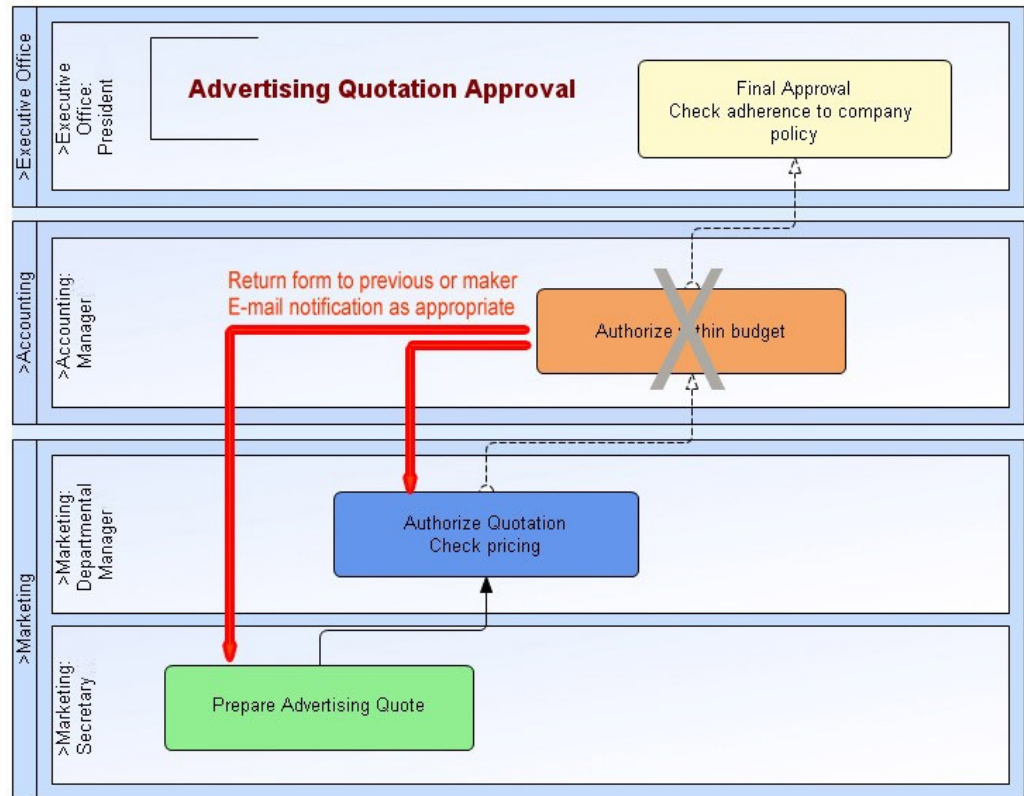 >Executive Office
>Executive
Office:
President
Advertising Quotation Approval
Final Approval
Check adherence to company
policy
>Accounting
>Accounting:
Manager
Return form to previous or maker
E-mail notification as appropriate
Authorize within budget
X
>Marketing
>Marketing:
Departmental
Manager
Authorize Quotation
Check pricing
>Marketing:
Secretary
Prepare Advertising Quote